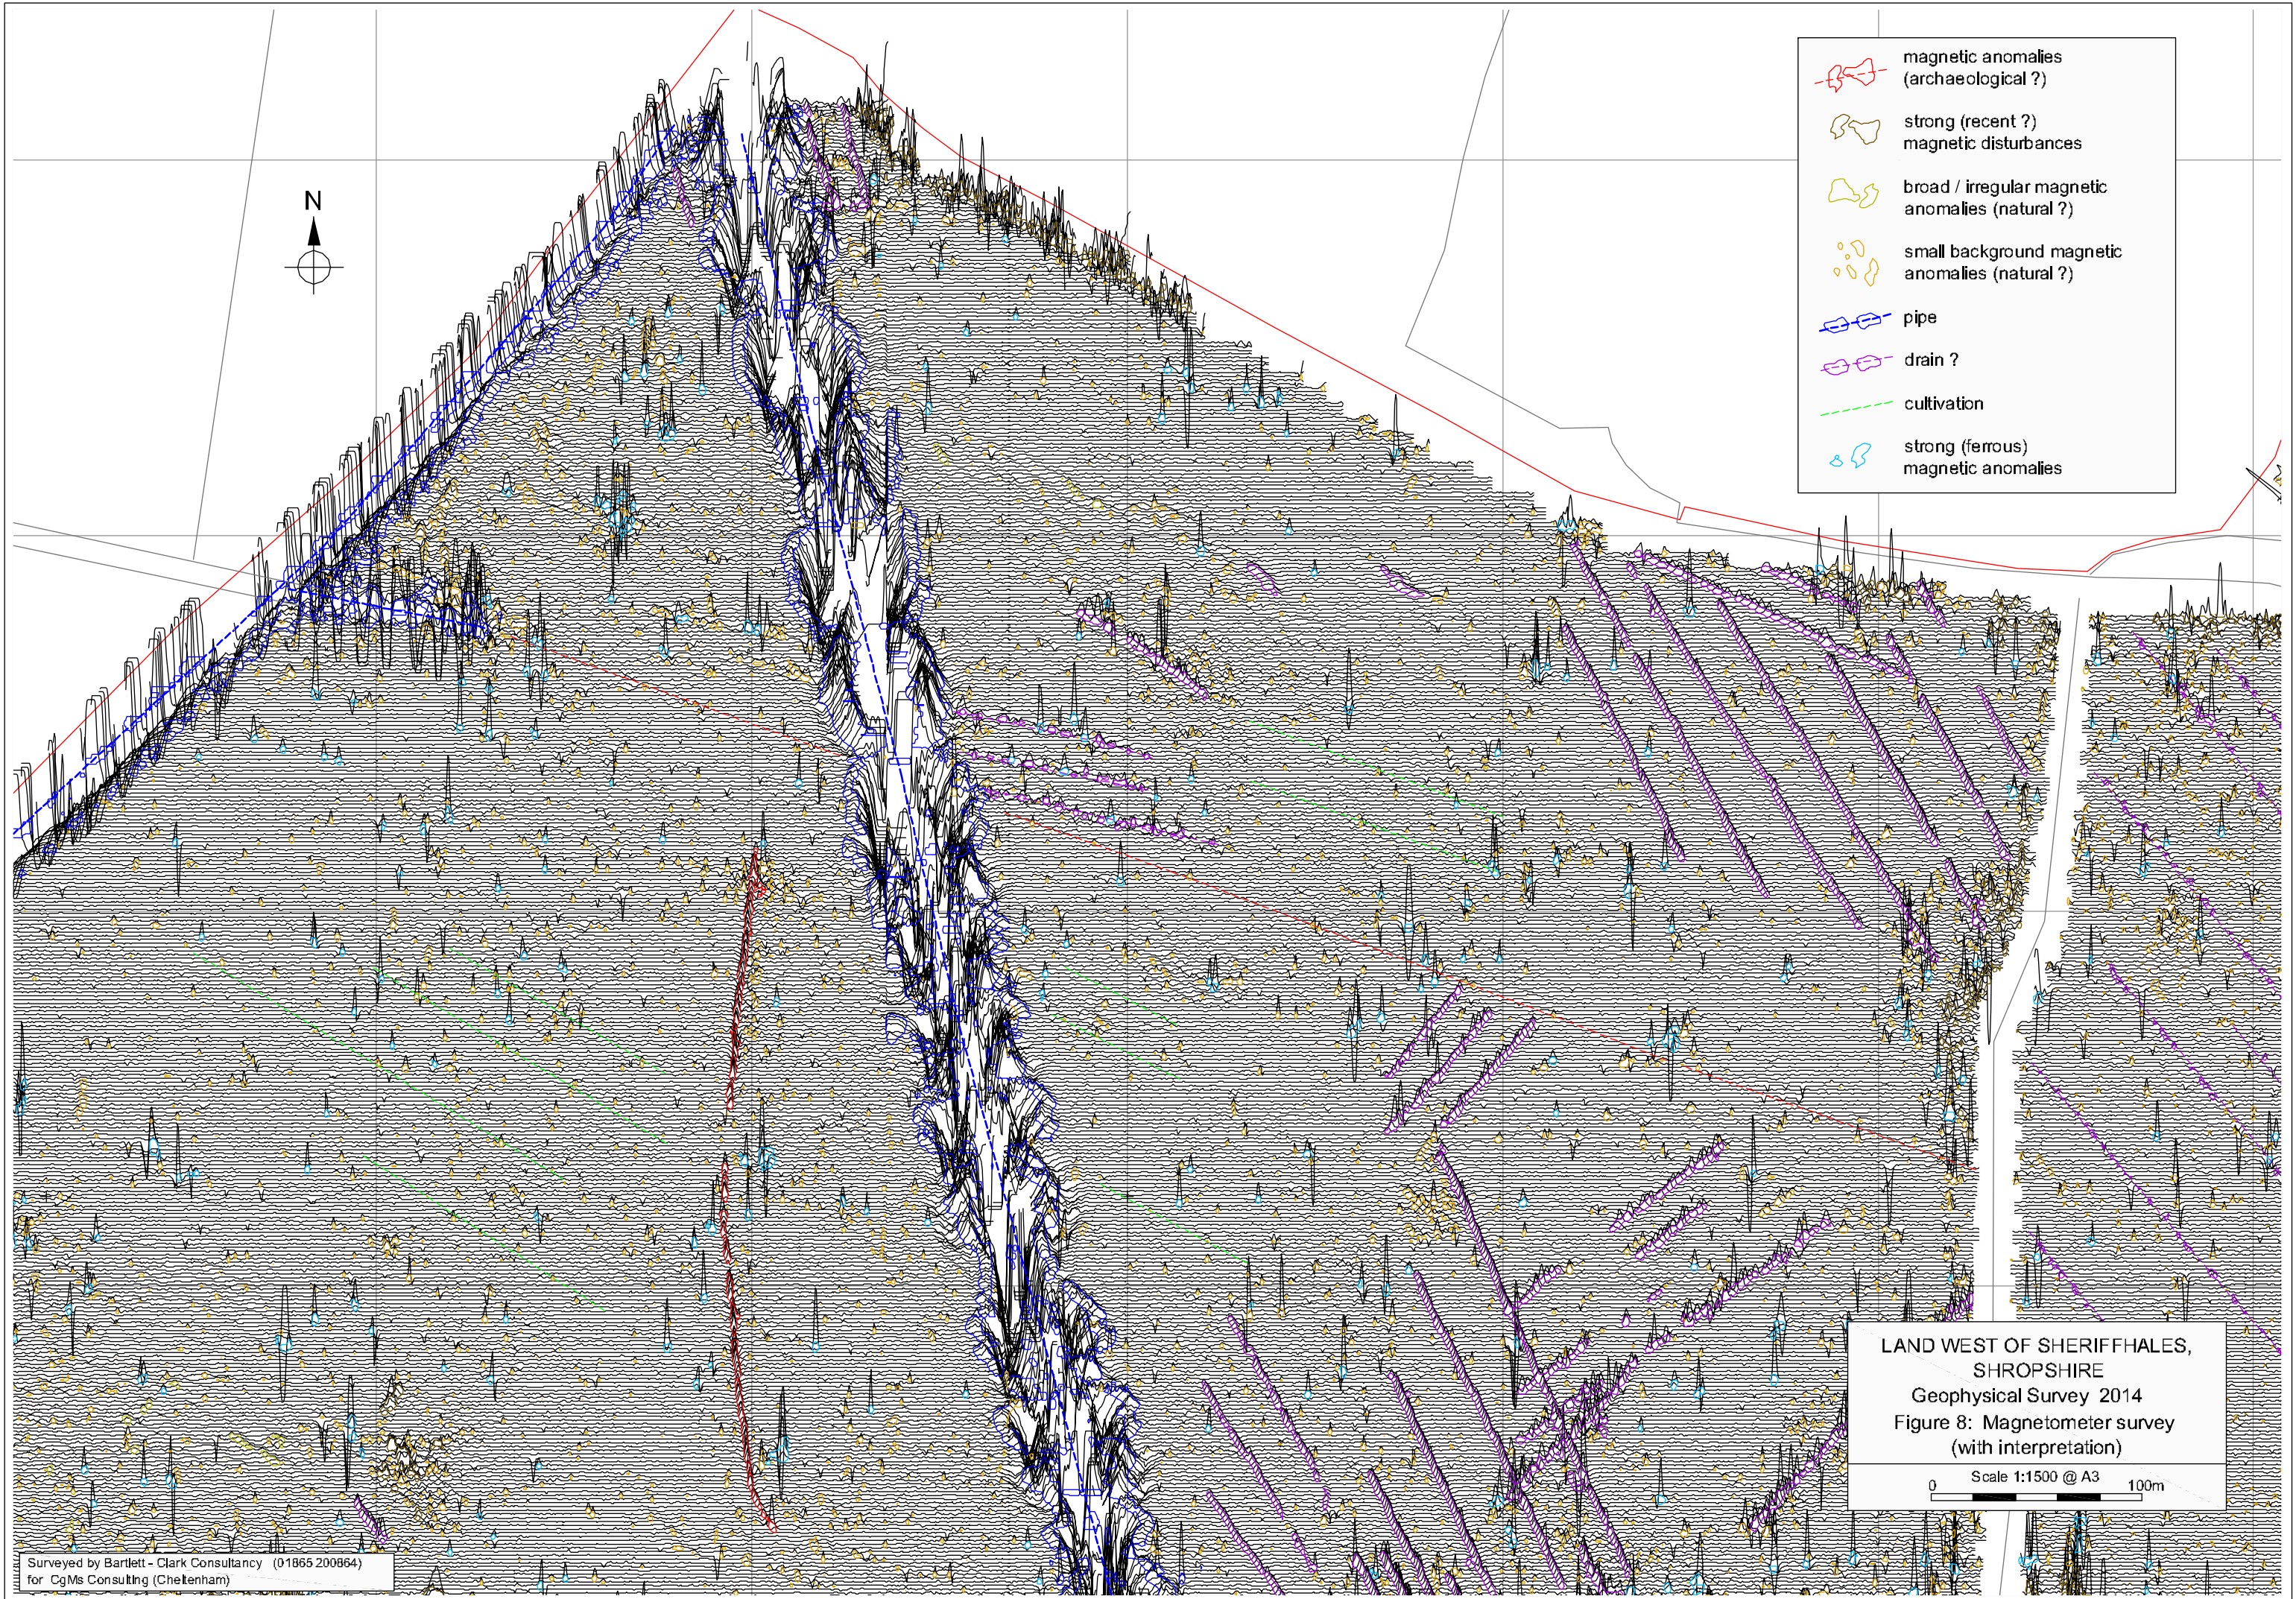 N
magnetic anomalies
(archaeological ?)
strong (recent ?)
magnetic disturbances
broad / irregular magnetic
anomalies (natural ?)
small background magnetic
anomalies (natural ?)
pipe
drain ?
cultivation
strong (ferrous)
magnetic anomalies
LAND WEST OF SHERIFFHALES,
SHROPSHIRE
Geophysical Survey 2014
Figure 8: Magnetometer survey
(with interpretation)
Scale 1:1500 @ A3
0 100m
Surveyed by Bartlett - Clark Consultancy (01865 200864)
for CgMs Consulting (Cheltenham)